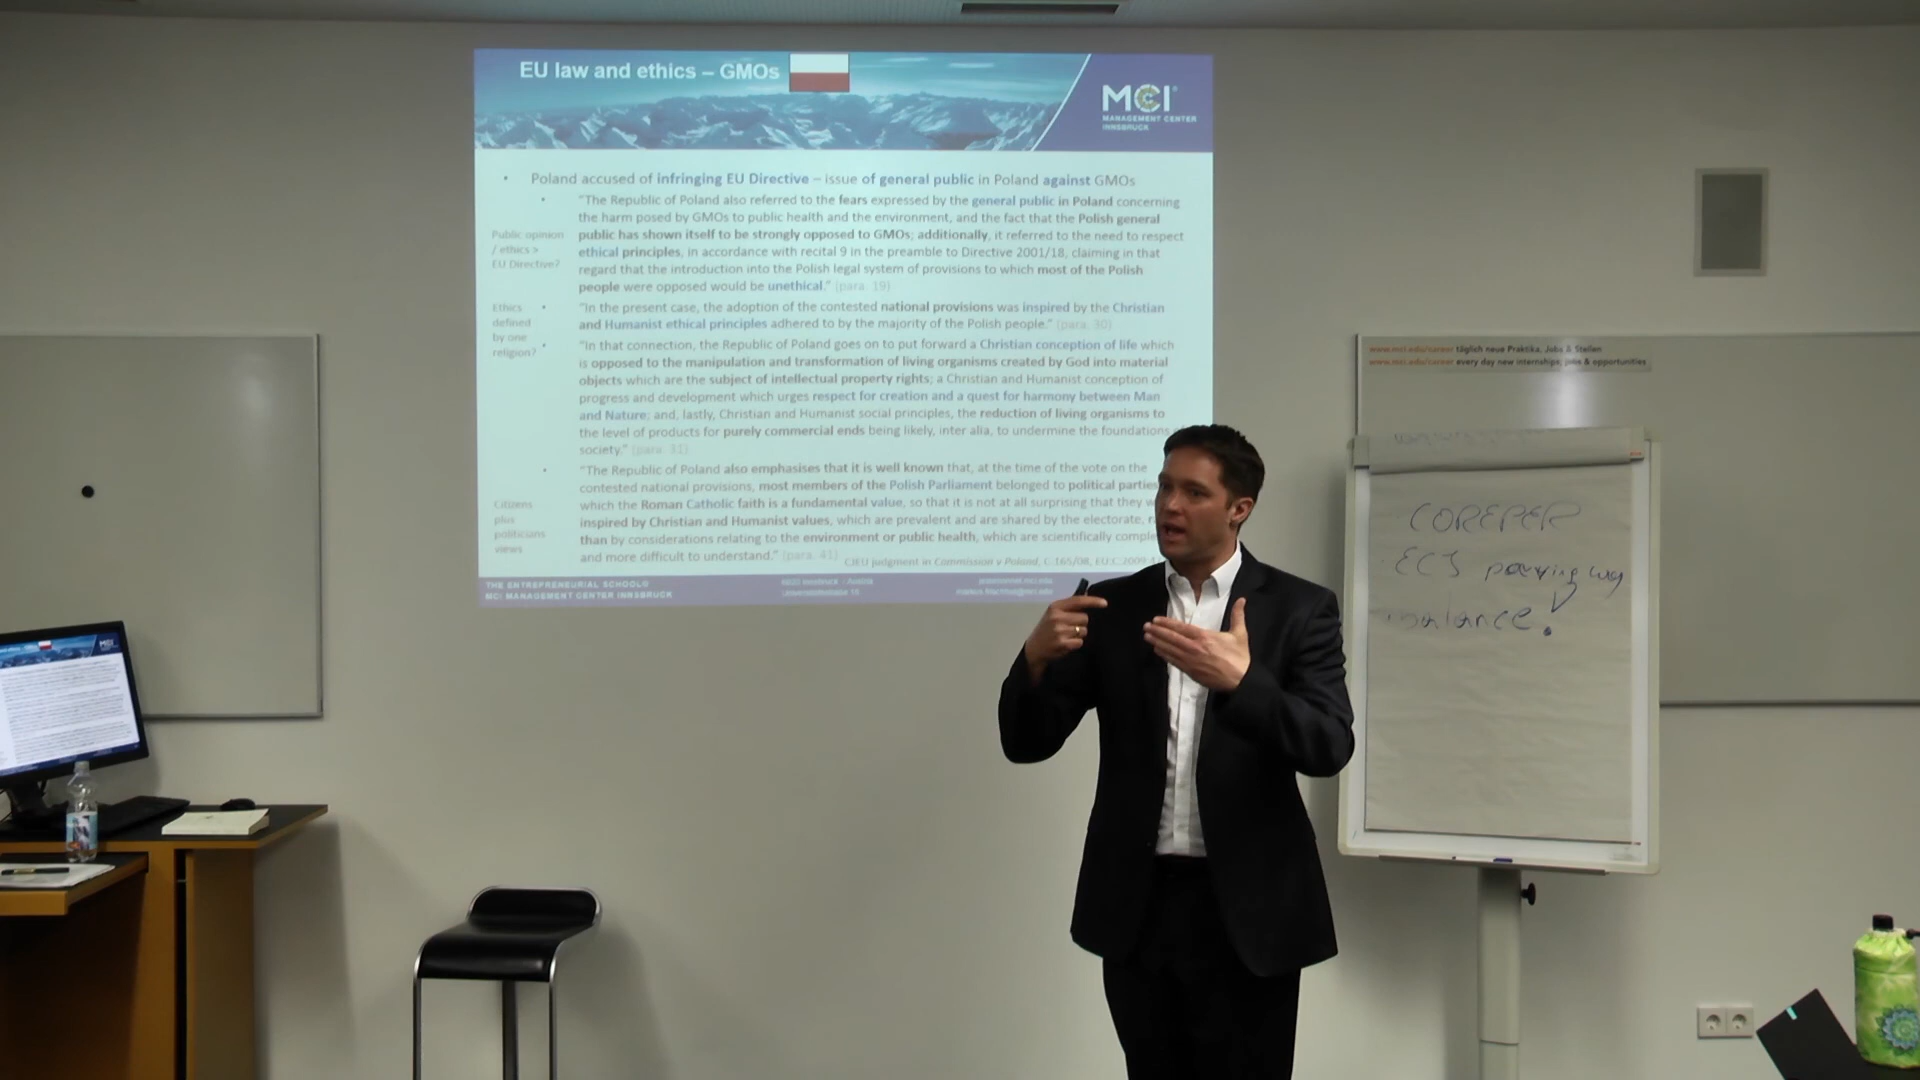 EU law and ethics – GMOs
MCI
MANAGEMENT CENTER
INNSBRUCK
• Poland accused of infringing EU Directive – issue of general public in Poland against GMOs
Public opinion
/ ethics >
EU Directive?
• "The Republic of Poland also referred to the fears expressed by the general public in Poland concerning
the harm posed by GMOs to public health and the environment, and the fact that the Polish general
public has shown itself to be strongly opposed to GMOs; additionally, it referred to the need to respect
ethical principles, in accordance with recital 9 in the preamble to Directive 2001/18, claiming in that
regard that the introduction into the Polish legal system of provisions to which most of the Polish
people were opposed would be unethical." (para. 19)
Ethics
defined
by one
religion?
• "In the present case, the adoption of the contested national provisions was inspired by the Christian
and Humanist ethical principles adhered to by the majority of the Polish people." (para. 30)
• "In that connection, the Republic of Poland goes on to put forward a Christian conception of life which
is opposed to the manipulation and transformation of living organisms created by God into material
objects which are the subject of intellectual property rights; a Christian and Humanist conception of
progress and development which urges respect for creation and a quest for harmony between Man
and Nature; and, lastly, Christian and Humanist social principles, the reduction of living organisms to
the level of products for purely commercial ends being likely, inter alia, to undermine the foundations
society." (para. 31)
Citizens
plus
politicians
views
• "The Republic of Poland also emphasises that it is well known that, at the time of the vote on the
contested national provisions, most members of the Polish Parliament belonged to political parties
which the Roman Catholic faith is a fundamental value, so that it is not at all surprising that they
inspired by Christian and Humanist values, which are prevalent and are shared by the electorate,
than by considerations relating to the environment or public health, which are scientifically
and more difficult to understand." (para. 41)
CJEU judgment in Commission v Poland, C-165/08, EU:C:2009:
THE ENTREPRENEURIAL SCHOOL®
MCI MANAGEMENT CENTER INNSBRUCK
6020 Innsbruck / Austria
Universitätsstraße 15
www.mci.edu/career täglich neue Praktika, Jobs & Stellen
www.mci.edu/career every day new internships, jobs & opportunities
COREPER
ECJ paving way
balance!
MCI